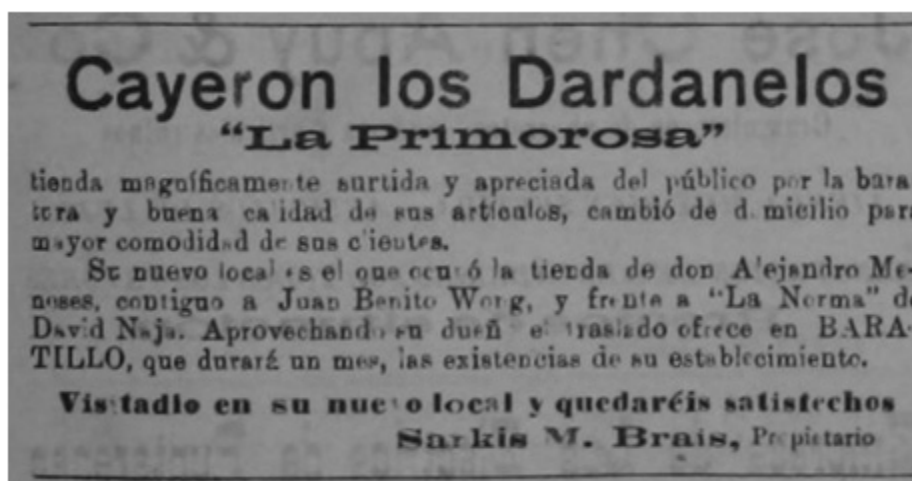 Cayeron los Dardanelos
"La Primorosa"
tienda magníficamente surtida y apreciada del público por la bara-
tura y buena calidad de sus artículos, cambió de domicilio para
mayor comodidad de sus clientes.
Su nuevo local es el que ocupó la tienda de don Alejandro Me-
neses, contiguo a Juan Benito Wong, y frente a "La Norma" de
David Naja. Aprovechando su dueño el traslado ofrece en BARA-
TILLO, que durará un mes, las existencias de su establecimiento.
Visitadlo en su nuevo local y quedaréis satistechos
Sarkis M. Brais, Propietario